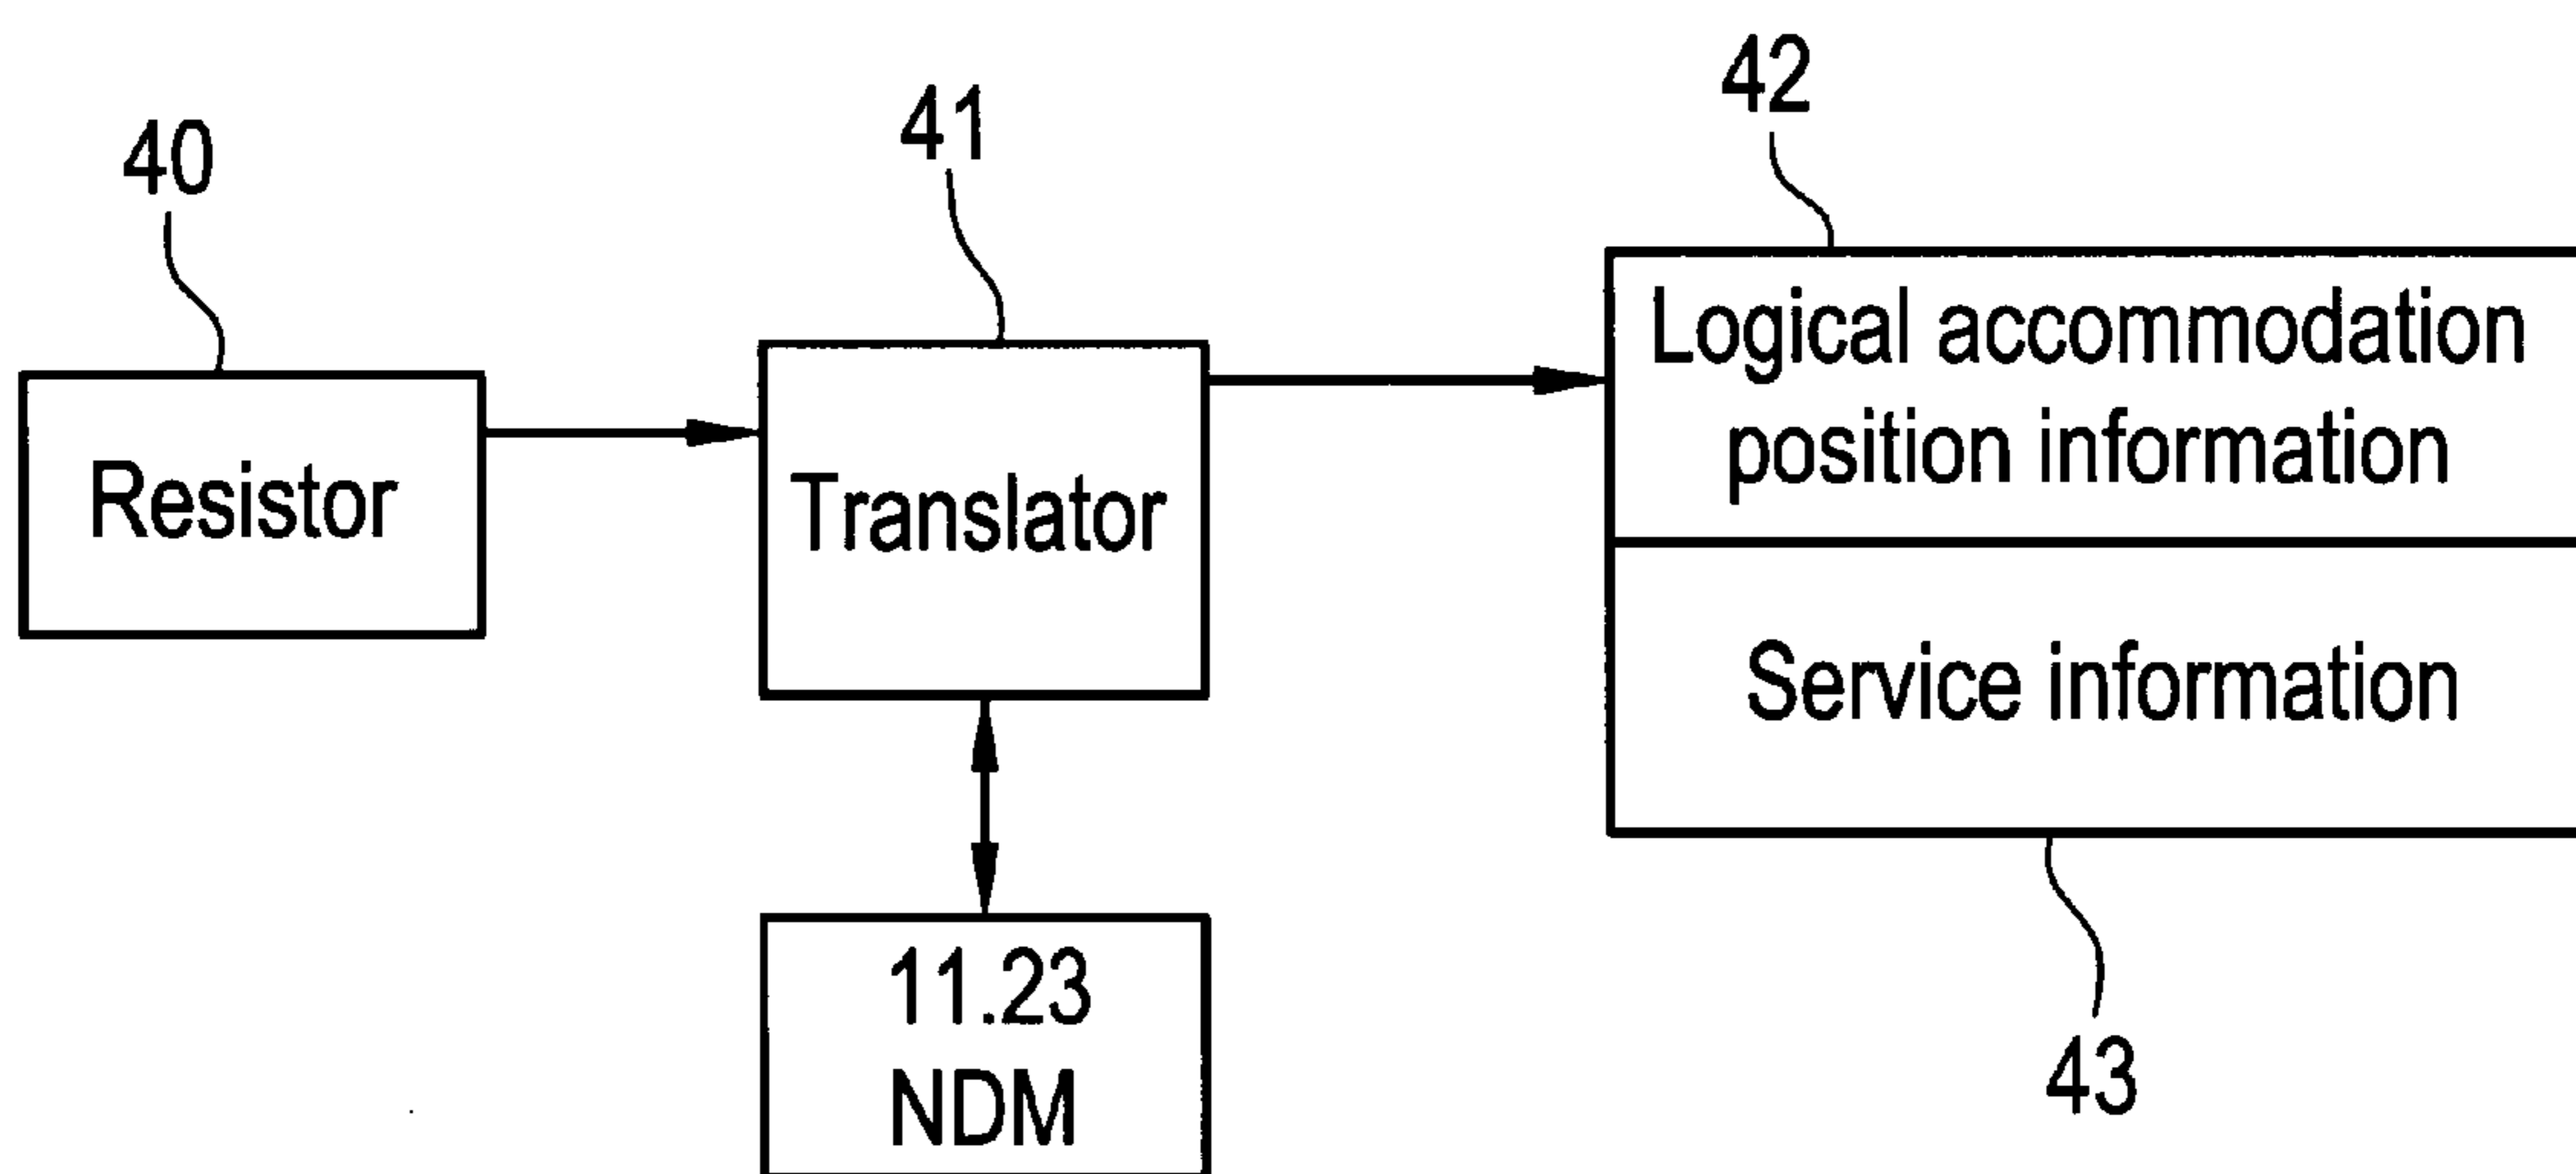 40
41
42
Resistor
Translator
Logical accommodation
position information
Service information
11.23
NDM
43